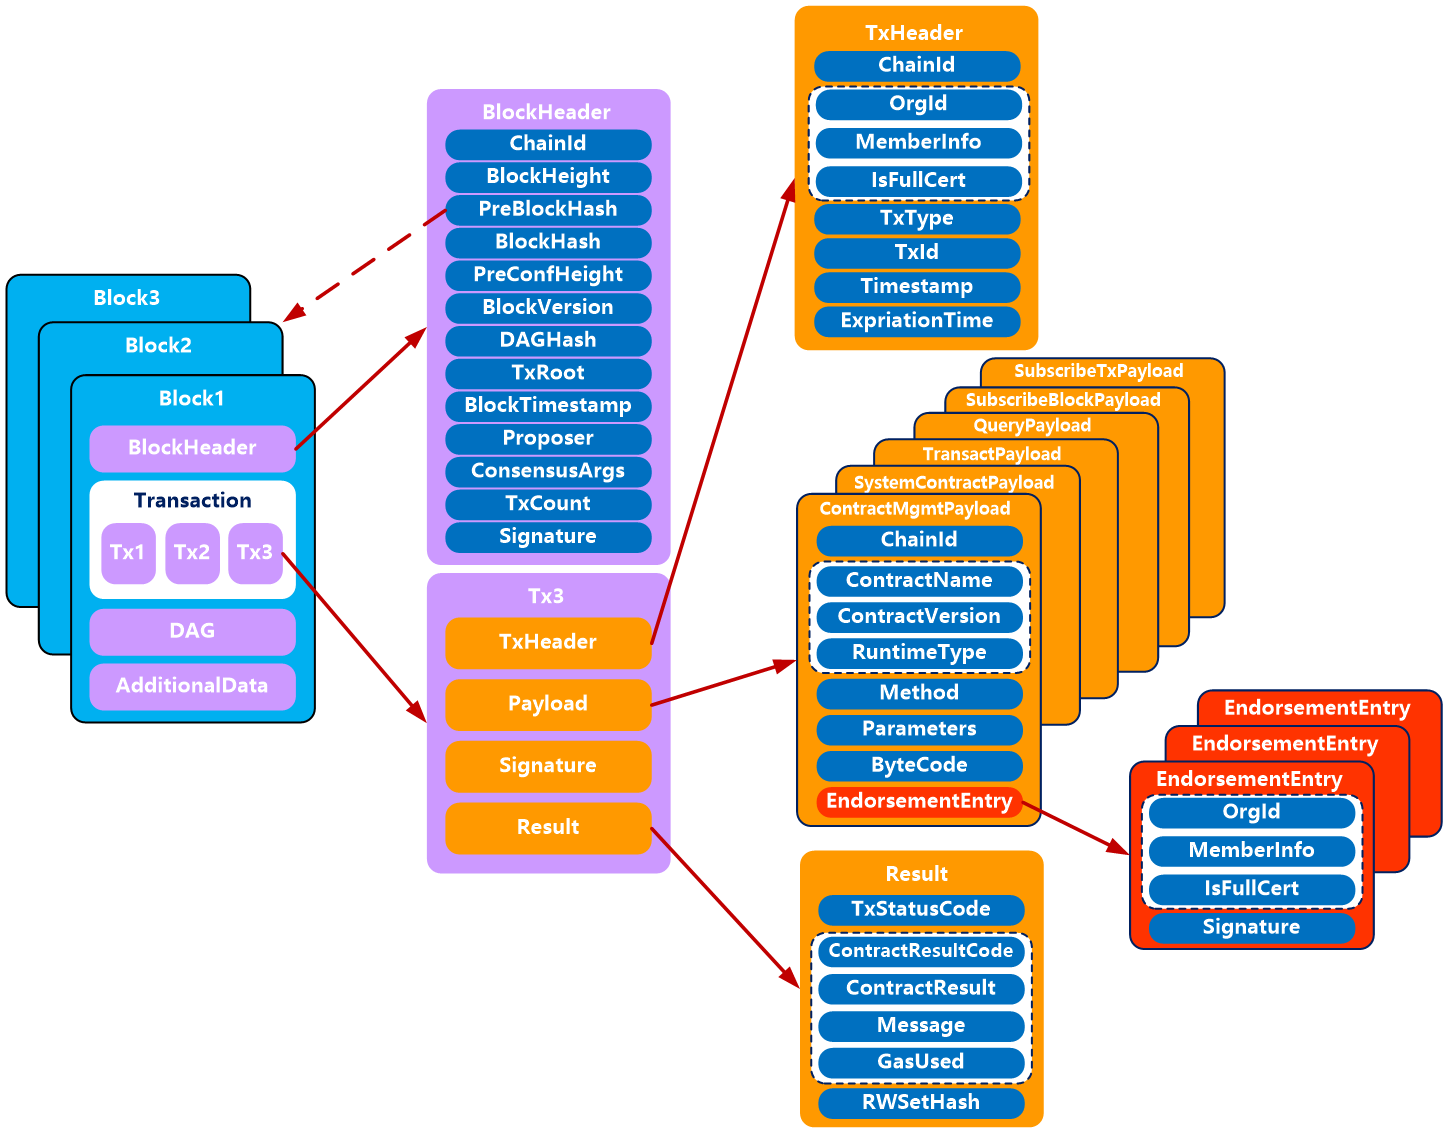 Block3
Block2
Block1
BlockHeader
Transaction
Tx1
Tx2
Tx3
DAG
AdditionalData
BlockHeader
ChainId
BlockHeight
PreBlockHash
BlockHash
PreConfHeight
BlockVersion
DAGHash
TxRoot
BlockTimestamp
Proposer
ConsensusArgs
TxCount
Signature
Tx3
TxHeader
Payload
Signature
Result
TxHeader
ChainId
OrgId
MemberInfo
IsFullCert
TxType
TxId
Timestamp
ExpriationTime
SubscribeTxPayload
SubscribeBlockPayload
QueryPayload
TransactPayload
SystemContractPayload
ContractMgmtPayload
ChainId
ContractName
ContractVersion
RuntimeType
Method
Parameters
ByteCode
EndorsementEntry
EndorsementEntry
EndorsementEntry
EndorsementEntry
OrgId
MemberInfo
IsFullCert
Signature
Result
TxStatusCode
ContractResultCode
ContractResult
Message
GasUsed
RWSetHash